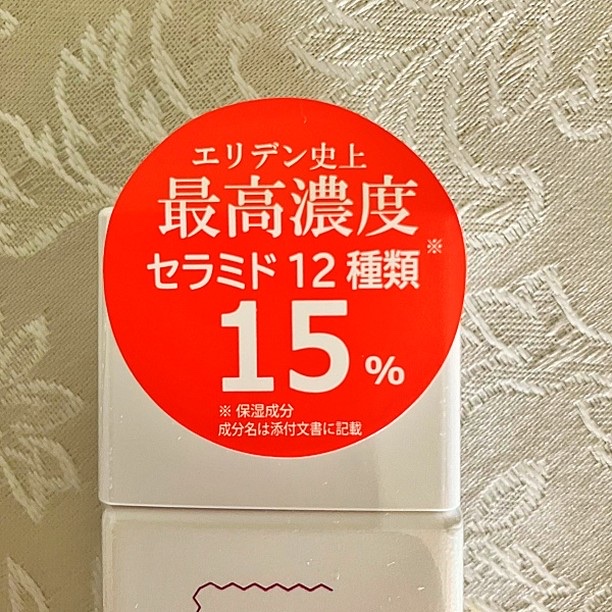 エリデン史上
最高濃度
セラミド 12 種類※
15%
※ 保湿成分
成分名は添付文書に記載